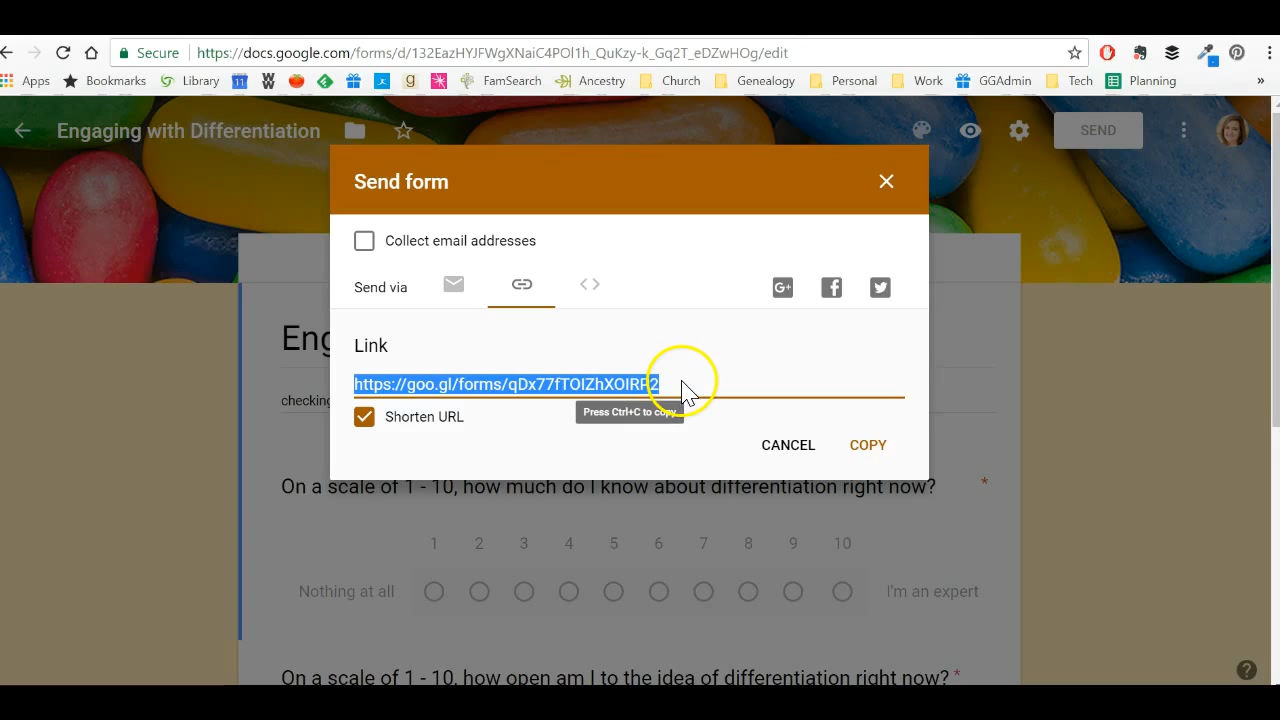 Secure https://docs.google.com/forms/d/132EazHYJFWgXNaiC4POl1h_QuKzy-k_Gq2T_eDZwHOg/edit
Apps Bookmarks Library FamSearch Ancestry Church Genealogy Personal Work GGAdmin Tech Planning »
Engaging with Differentiation SEND
Send form
Collect email addresses
Send via
Link
https://goo.gl/forms/qDx77fTOIZhXOIRP2
checking
Press Ctrl+C to copy
Shorten URL
CANCEL COPY
On a scale of 1 - 10, how much do I know about differentiation right now? *
1 2 3 4 5 6 7 8 9 10
Nothing at all I'm an expert
On a scale of 1 - 10, how open am I to the idea of differentiation right now? *